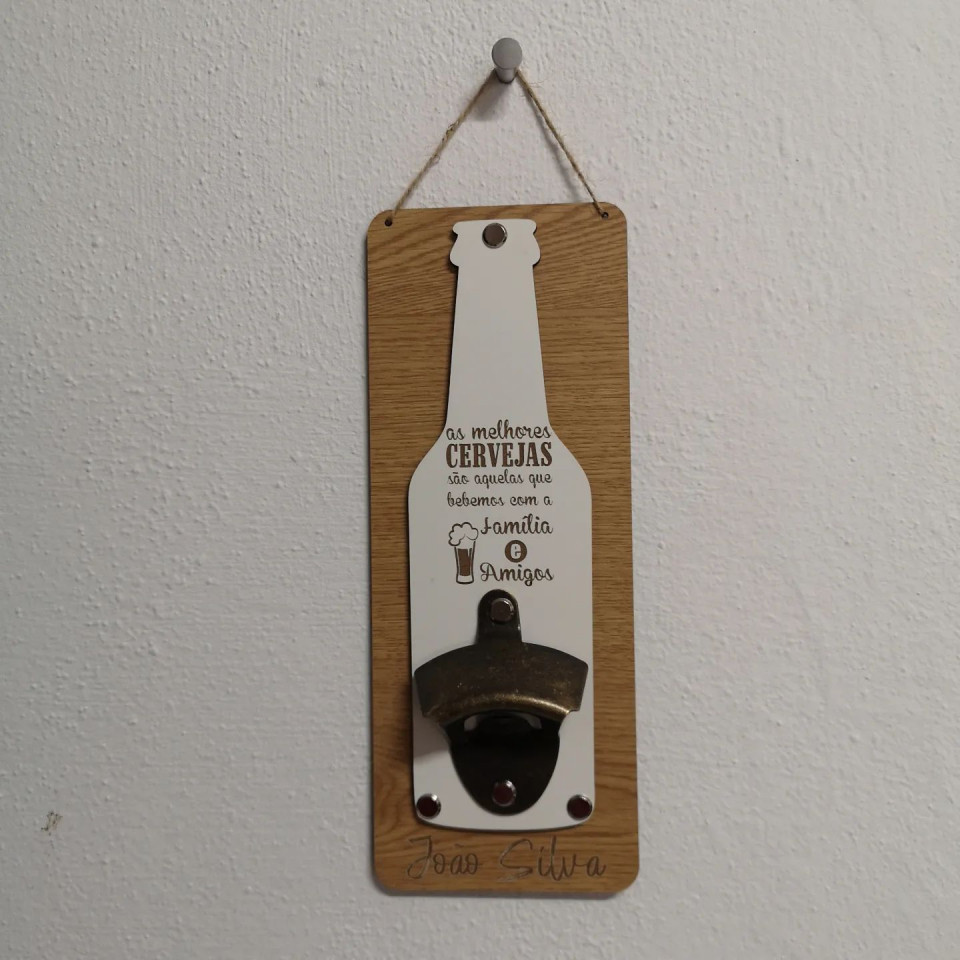 as melhores
CERVEJAS
são aquelas que
bebemos com a
Família
e
Amigos
João Silva